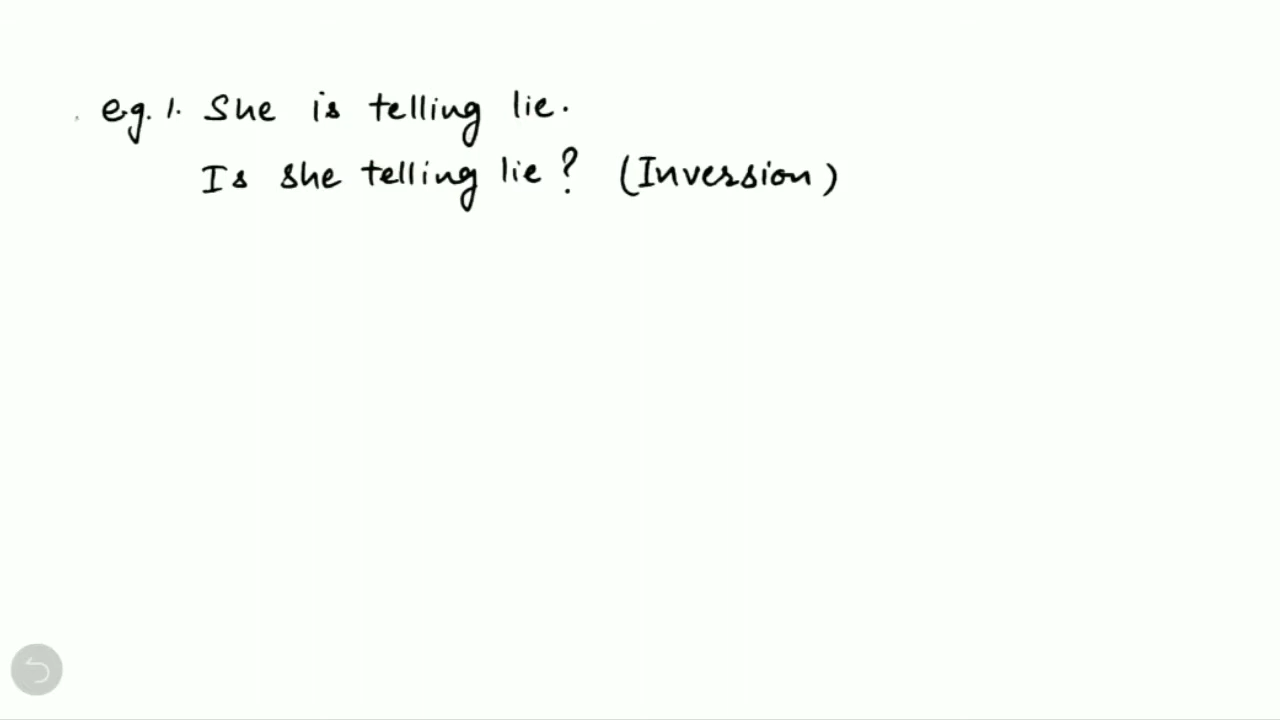 e.g. 1. She is telling lie.
Is she telling lie? (Inversion)